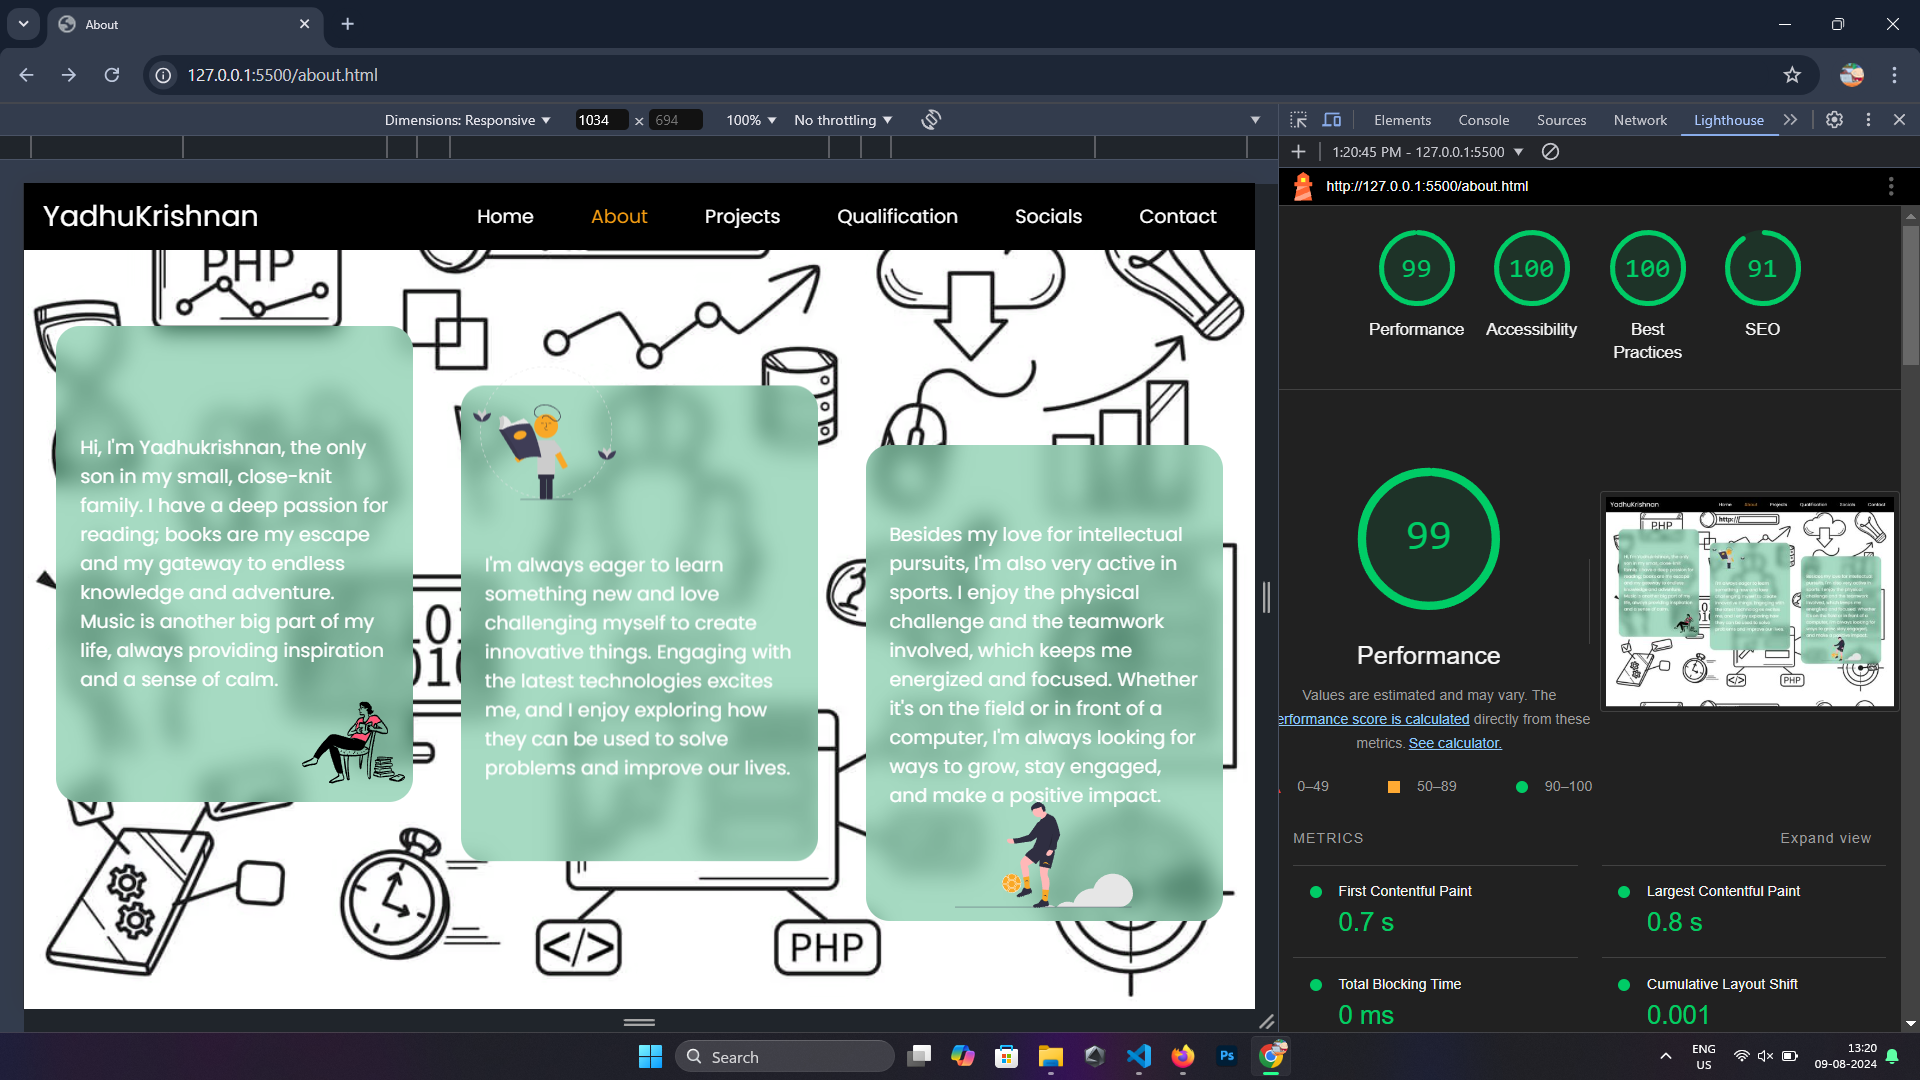 About
127.0.0.1:5500/about.html
Dimensions: Responsive 1034 × 694 100% No throttling
Elements Console Sources Network Lighthouse
1:20:45 PM - 127.0.0.1:5500
http://127.0.0.1:5500/about.html
YadhuKrishnan Home About Projects Qualification Socials Contact
PHP
Hi, I'm Yadhukrishnan, the only
son in my small, close-knit
family. I have a deep passion for
reading; books are my escape
and my gateway to endless
knowledge and adventure.
Music is another big part of my
life, always providing inspiration
and a sense of calm.
I'm always eager to learn
something new and love
challenging myself to create
innovative things. Engaging with
the latest technologies excites
me, and I enjoy exploring how
they can be used to solve
problems and improve our lives.
Besides my love for intellectual
pursuits, I'm also very active in
sports. I enjoy the physical
challenge and the teamwork
involved, which keeps me
energized and focused. Whether
it's on the field or in front of a
computer, I'm always looking for
ways to grow, stay engaged,
and make a positive impact.
</>
PHP
99 100 100 91
Performance Accessibility Best Practices SEO
99
Performance
Values are estimated and may vary. The
erformance score is calculated directly from these
metrics. See calculator.
0–49 50–89 90–100
METRICS Expand view
First Contentful Paint
0.7 s
Largest Contentful Paint
0.8 s
Total Blocking Time
0 ms
Cumulative Layout Shift
0.001
Search
Ps
ENG
US
13:20
09-08-2024